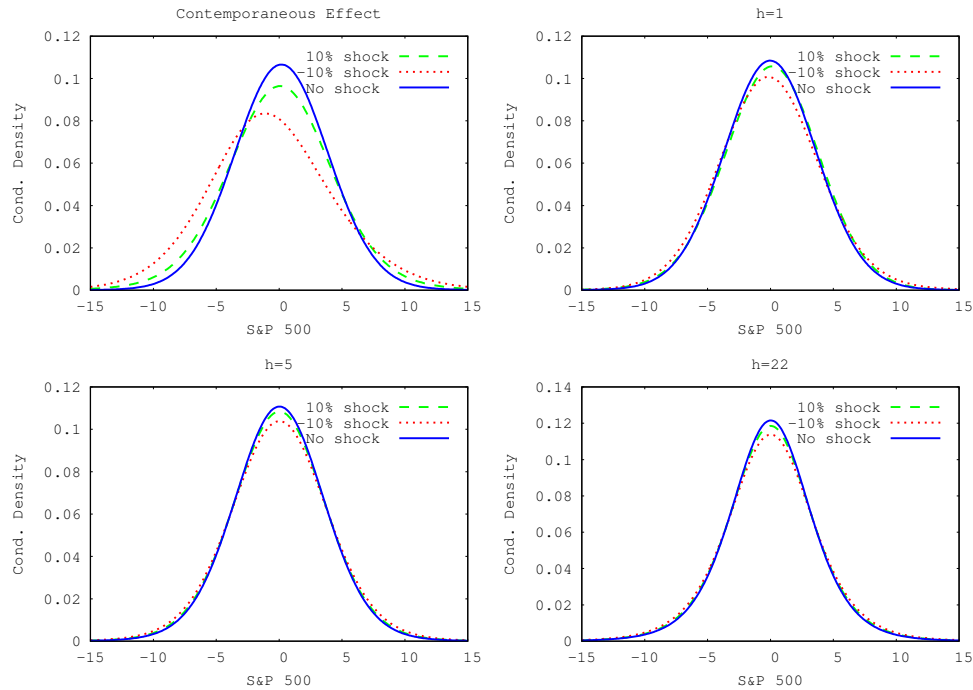 Contemporaneous Effect
0.12
0.1
0.08
0.06
0.04
0.02
0
Cond. Density
10% shock
-10% shock
No shock
-15 -10 -5 0 5 10 15
S&P 500
h=1
0.12
0.1
0.08
0.06
0.04
0.02
0
Cond. Density
10% shock
-10% shock
No shock
-15 -10 -5 0 5 10 15
S&P 500
h=5
0.12
0.1
0.08
0.06
0.04
0.02
0
Cond. Density
10% shock
-10% shock
No shock
-15 -10 -5 0 5 10 15
S&P 500
h=22
0.14
0.12
0.1
0.08
0.06
0.04
0.02
0
Cond. Density
10% shock
-10% shock
No shock
-15 -10 -5 0 5 10 15
S&P 500